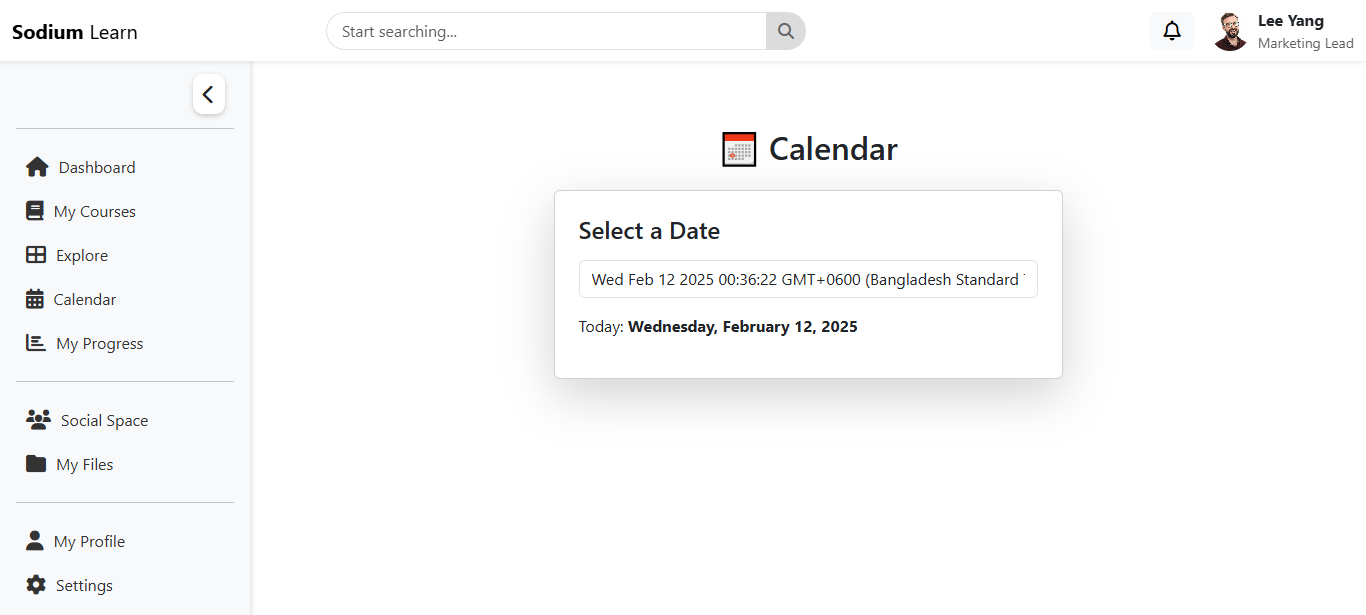 Sodium Learn
Start searching...
Lee Yang
Marketing Lead
Dashboard
My Courses
Explore
Calendar
My Progress
Social Space
My Files
My Profile
Settings
Calendar
Select a Date
Wed Feb 12 2025 00:36:22 GMT+0600 (Bangladesh Standard
Today: Wednesday, February 12, 2025